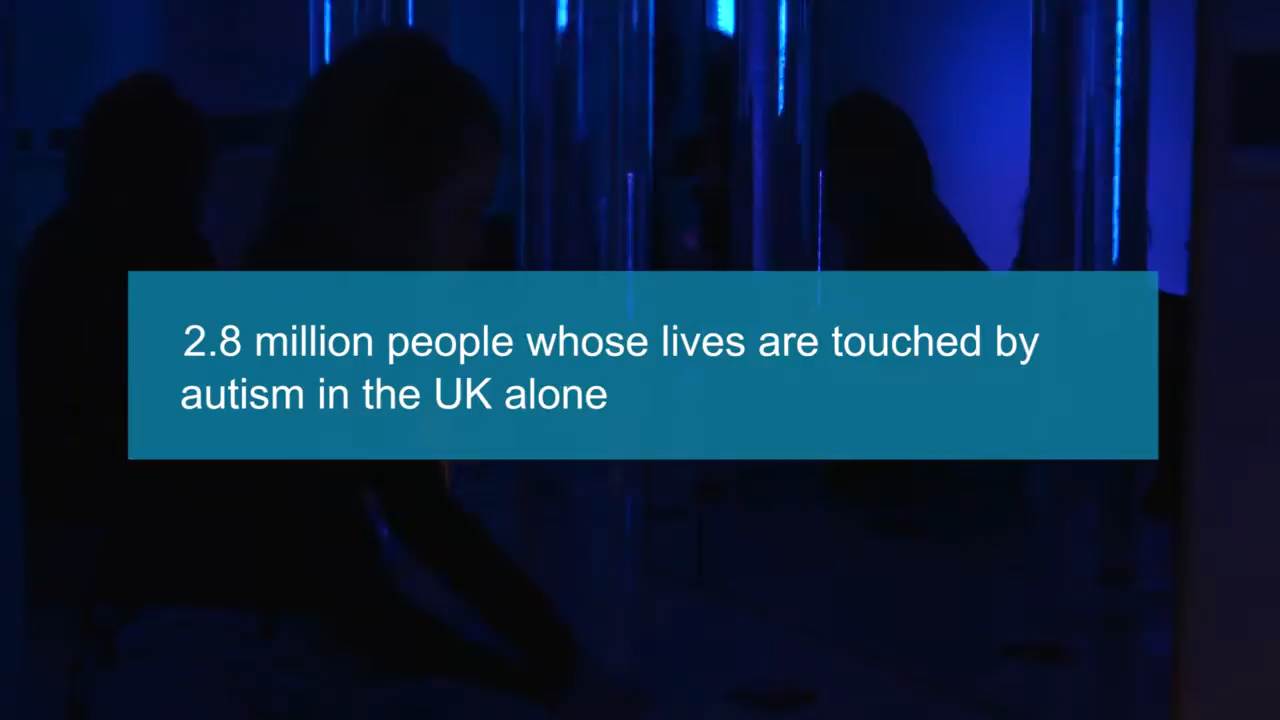 2.8 million people whose lives are touched by
autism in the UK alone